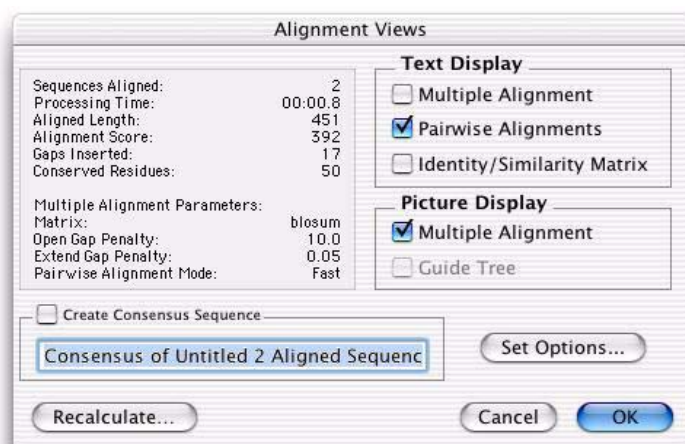 Alignment Views
Sequences Aligned: 2
Processing Time: 00:00.8
Aligned Length: 451
Alignment Score: 392
Gaps Inserted: 17
Conserved Residues: 50
Multiple Alignment Parameters:
Matrix: blosum
Open Gap Penalty: 10.0
Extend Gap Penalty: 0.05
Pairwise Alignment Mode: Fast
Text Display
Multiple Alignment
Pairwise Alignments
Identity/Similarity Matrix
Picture Display
Multiple Alignment
Guide Tree
Create Consensus Sequence
Consensus of Untitled 2 Aligned Sequenc
Set Options...
Recalculate...
Cancel
OK